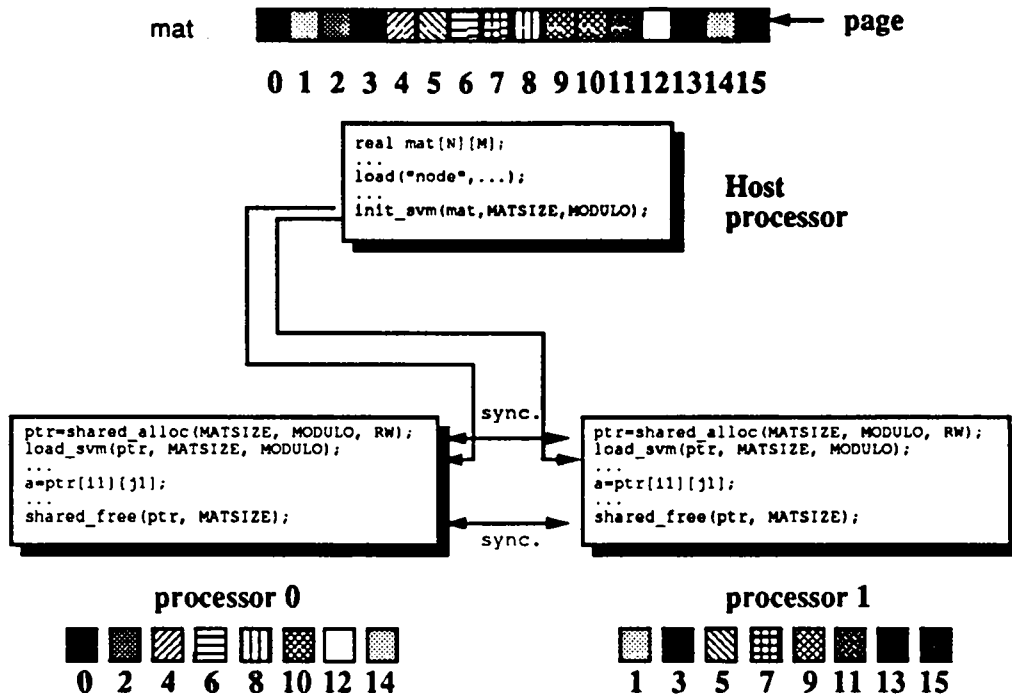 mat
page
0 1 2 3 4 5 6 7 8 9 10 11 12 13 14 15
real mat[N][M];
...
load("node",...);
...
init_svm(mat,MATSIZE,MODULO);
Host
processor
sync.
ptr=shared_alloc(MATSIZE, MODULO, RW);
load_svm(ptr, MATSIZE, MODULO);
...
a=ptr[i1][j1];
...
shared_free(ptr, MATSIZE);
ptr=shared_alloc(MATSIZE, MODULO, RW);
load_svm(ptr, MATSIZE, MODULO);
...
a=ptr[i1][j1];
...
shared_free(ptr, MATSIZE);
sync.
processor 0
0 2 4 6 8 10 12 14
processor 1
1 3 5 7 9 11 13 15